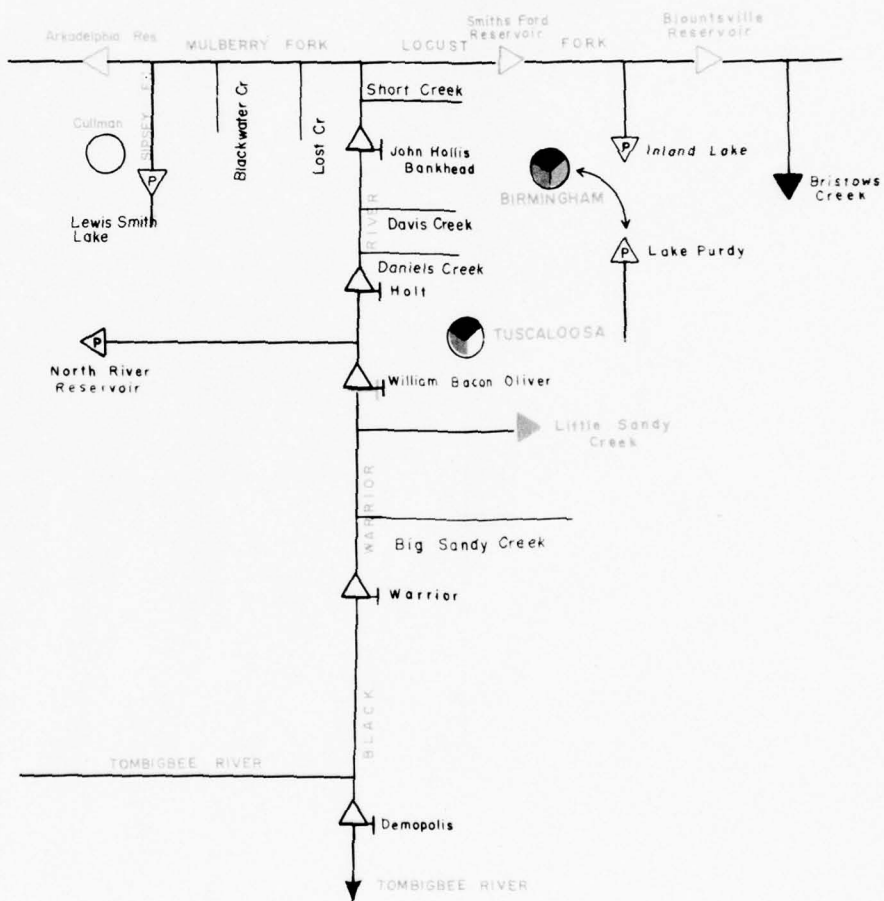 Smiths Ford
Reservoir
Blountsville
Reservoir
Arkadelphia Res.
MULBERRY FORK
LOCUST FORK
SIPSEY F.
Blackwater Cr
Lost Cr
Short Creek
Cullman
P
Lewis Smith
Lake
John Hollis
Bankhead
P
Inland Lake
BIRMINGHAM
Bristows
Creek
RIVER
Davis Creek
P
Lake Purdy
Daniels Creek
Holt
TUSCALOOSA
P
North River
Reservoir
William Bacon Oliver
Little Sandy
Creek
WARRIOR
Big Sandy Creek
Warrior
BLACK
TOMBIGBEE RIVER
Demopolis
TOMBIGBEE RIVER